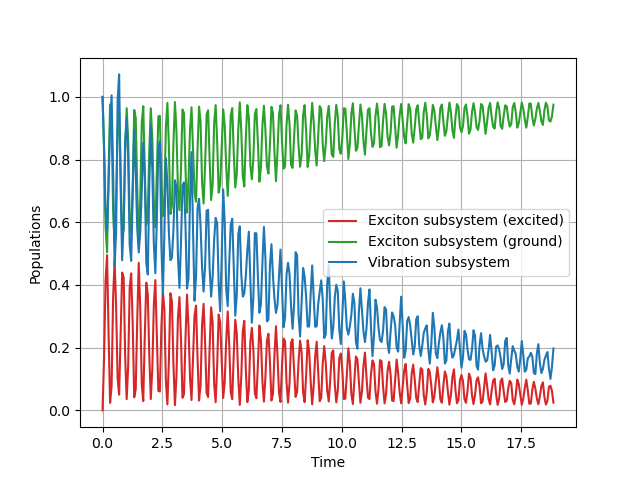 Populations
1.0
0.8
0.6
0.4
0.2
0.0
Exciton subsystem (excited)
Exciton subsystem (ground)
Vibration subsystem
0.0 2.5 5.0 7.5 10.0 12.5 15.0 17.5
Time